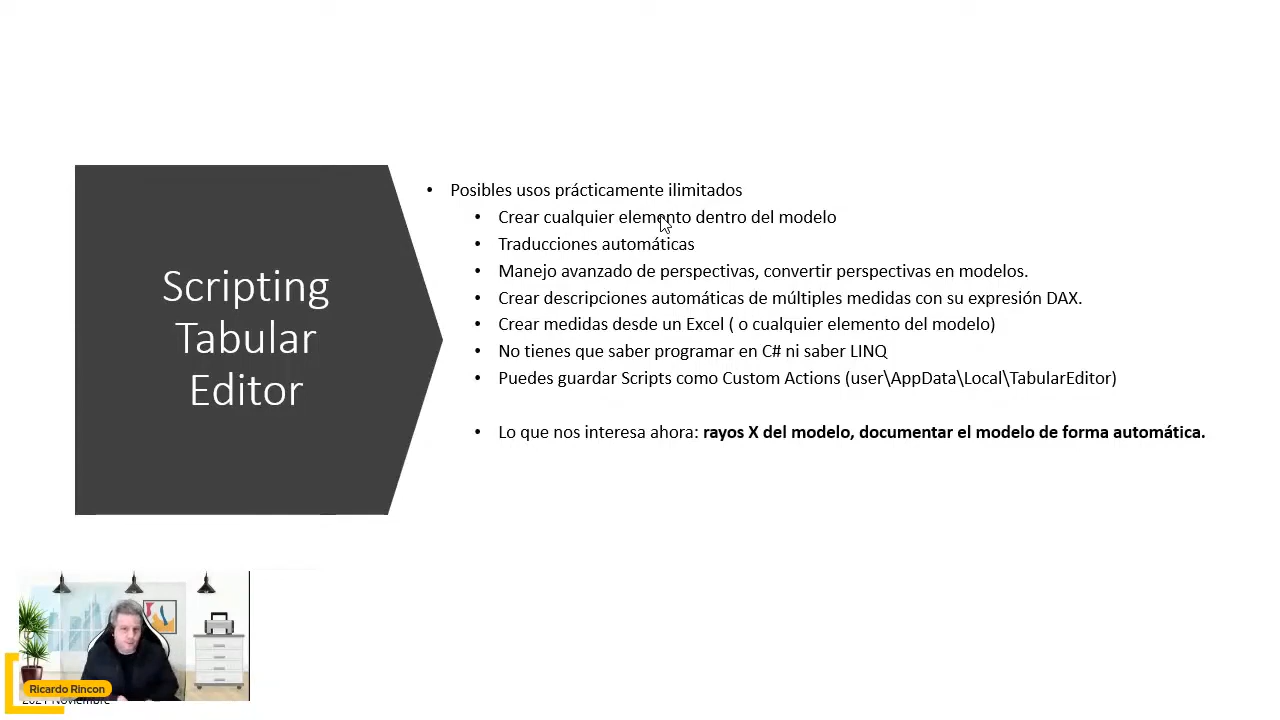 Scripting
Tabular
Editor
• Posibles usos prácticamente ilimitados
• Crear cualquier elemento dentro del modelo
• Traducciones automáticas
• Manejo avanzado de perspectivas, convertir perspectivas en modelos.
• Crear descripciones automáticas de múltiples medidas con su expresión DAX.
• Crear medidas desde un Excel ( o cualquier elemento del modelo)
• No tienes que saber programar en C# ni saber LINQ
• Puedes guardar Scripts como Custom Actions (user\AppData\Local\TabularEditor)
• Lo que nos interesa ahora: rayos X del modelo, documentar el modelo de forma automática.
Ricardo Rincon